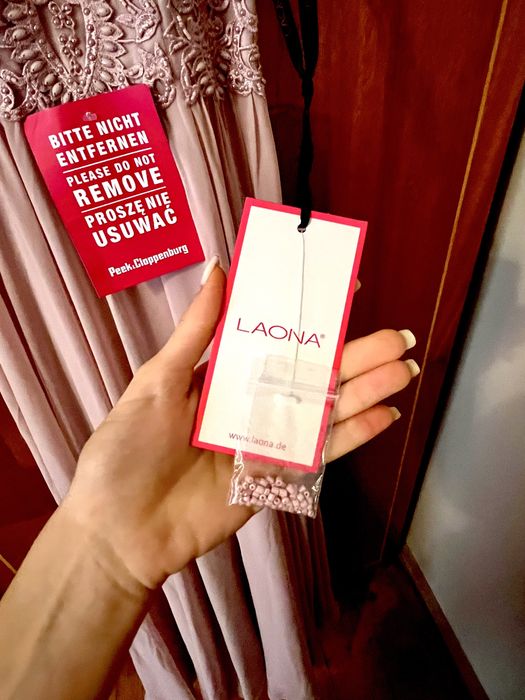 BITTE NICHT
ENTFERNEN
PLEASE DO NOT
REMOVE
PROSZĘ NIE
USUWAĆ
Peek.Cloppenburg
LAONA®
www.laona.de